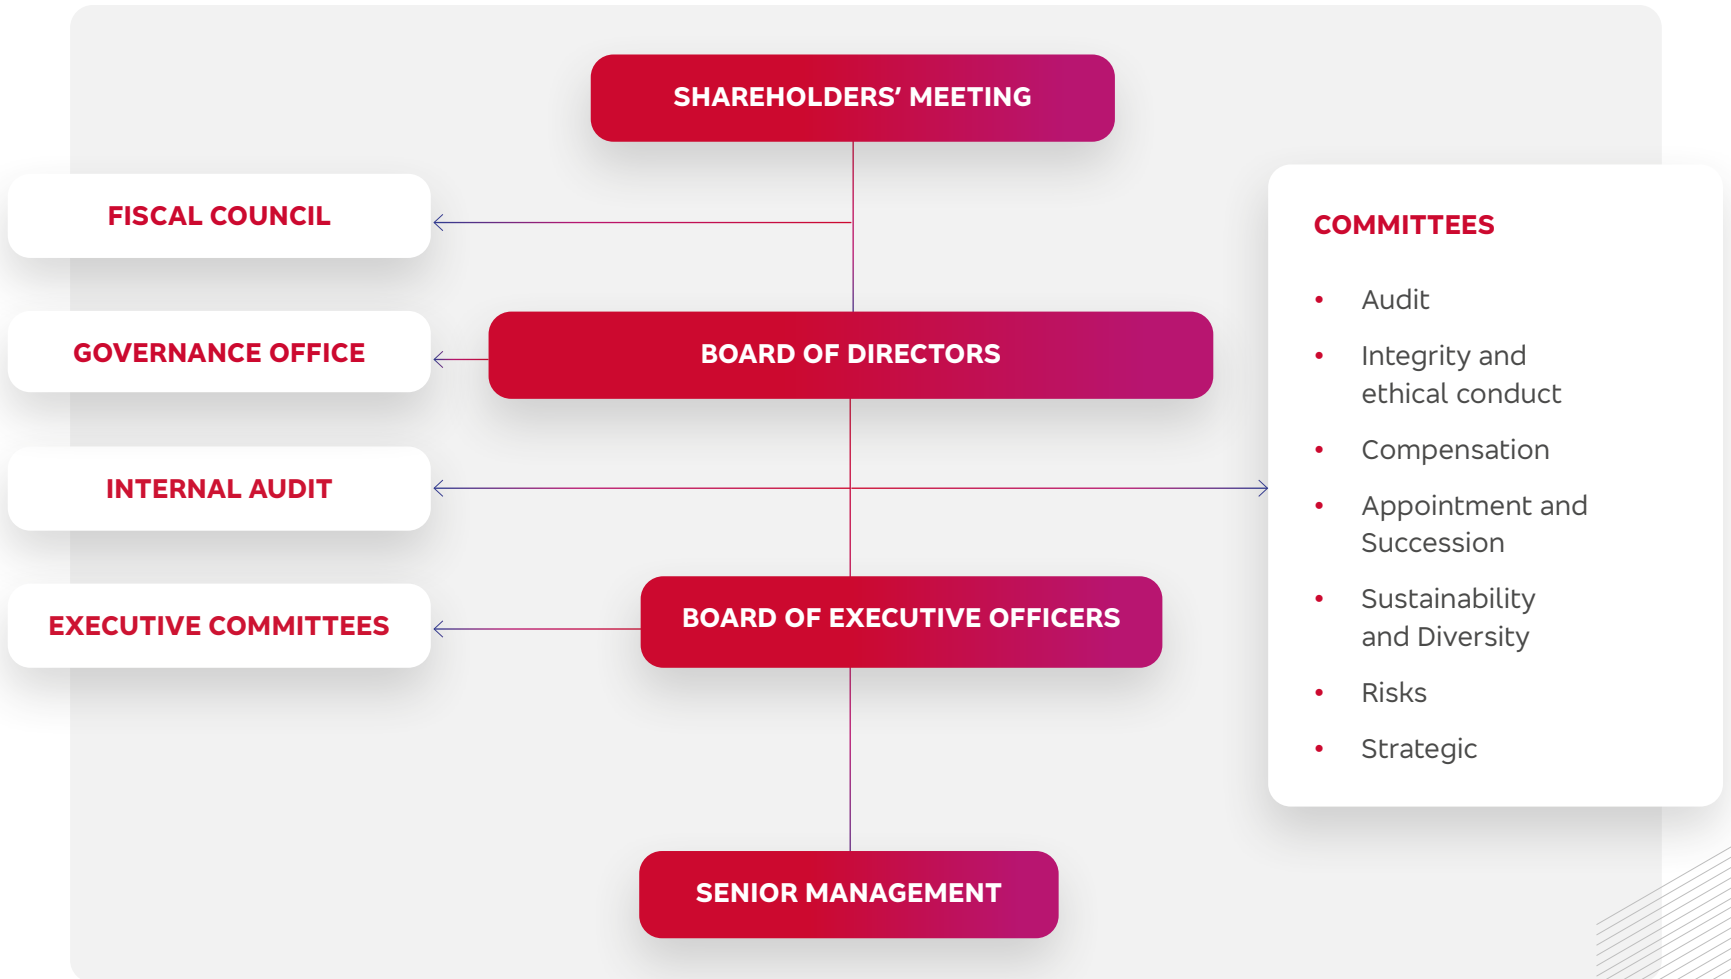 SHAREHOLDERS’ MEETING
FISCAL COUNCIL
GOVERNANCE OFFICE
BOARD OF DIRECTORS
INTERNAL AUDIT
EXECUTIVE COMMITTEES
BOARD OF EXECUTIVE OFFICERS
SENIOR MANAGEMENT
COMMITTEES
• Audit
• Integrity and
ethical conduct
• Compensation
• Appointment and
Succession
• Sustainability
and Diversity
• Risks
• Strategic